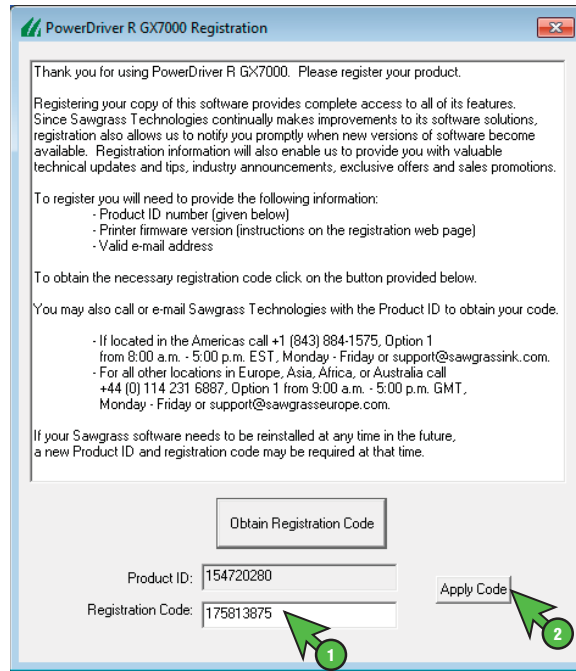 PowerDriver R GX7000 Registration
Thank you for using PowerDriver R GX7000.  Please register your product.
Registering your copy of this software provides complete access to all of its features.
Since Sawgrass Technologies continually makes improvements to its software solutions,
registration also allows us to notify you promptly when new versions of software become
available.  Registration information will also enable us to provide you with valuable
technical updates and tips, industry announcements, exclusive offers and sales promotions.
To register you will need to provide the following information:
- Product ID number (given below)
- Printer firmware version (instructions on the registration web page)
- Valid e-mail address
To obtain the necessary registration code click on the button provided below.
You may also call or e-mail Sawgrass Technologies with the Product ID to obtain your code.
- If located in the Americas call +1 (843) 884-1575, Option 1
from 8:00 a.m. - 5:00 p.m. EST, Monday - Friday or support@sawgrassink.com.
- For all other locations in Europe, Asia, Africa, or Australia call
+44 (0) 114 231 6887, Option 1 from 9:00 a.m. - 5:00 p.m. GMT,
Monday - Friday or support@sawgrasseurope.com.
If your Sawgrass software needs to be reinstalled at any time in the future,
a new Product ID and registration code may be required at that time.
Obtain Registration Code
Product ID: 154720280
Apply Code
Registration Code: 175813875
1
2